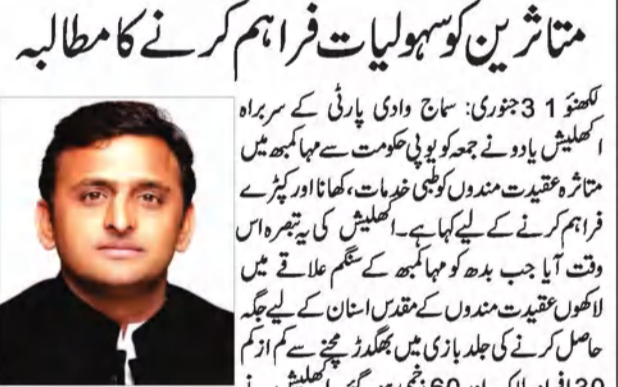 متاثرین کو سہولیات فراہم کرنے کا مطالبہ
لکھنؤ 31 جنوری: سماج وادی پارٹی کے سربراہ
اکھلیش یادو نے جمعہ کو یوپی حکومت سے مہاکمبھ میں
متاثرہ عقیدت مندوں کو طبی خدمات، کھانا اور کپڑے
فراہم کرنے کے لیے کہا ہے۔ اکھلیش کی یہ تبصرہ اس
وقت آیا جب بدھ کو مہا کمبھ کے سنگم علاقے میں
لاکھوں عقیدت مندوں کے مقدس اسنان کے لیے جگہ
حاصل کرنے کی جلد بازی میں بھگدڑ مچنے سے کم از کم